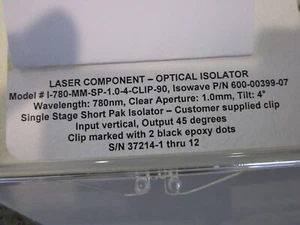 LASER COMPONENT – OPTICAL ISOLATOR
Model # I-780-MM-SP-1.0-4-CLIP-90, Isowave P/N 600-00399-07
Wavelength: 780nm, Clear Aperture: 1.0mm, Tilt: 4°
Single Stage Short Pak Isolator – Customer supplied clip
Input vertical, Output 45 degrees
Clip marked with 2 black epoxy dots
S/N 37214-1 thru 12